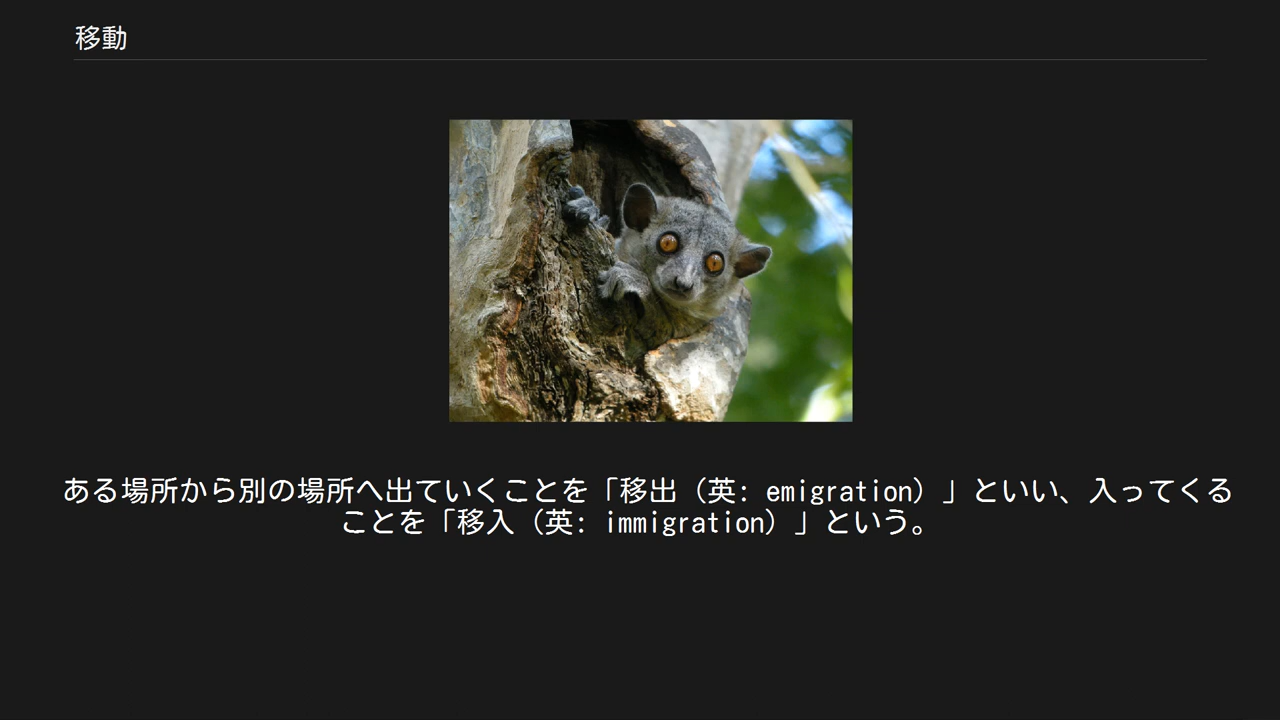 移動
ある場所から別の場所へ出ていくことを「移出（英: emigration）」といい、入ってくる
ことを「移入（英: immigration）」という。